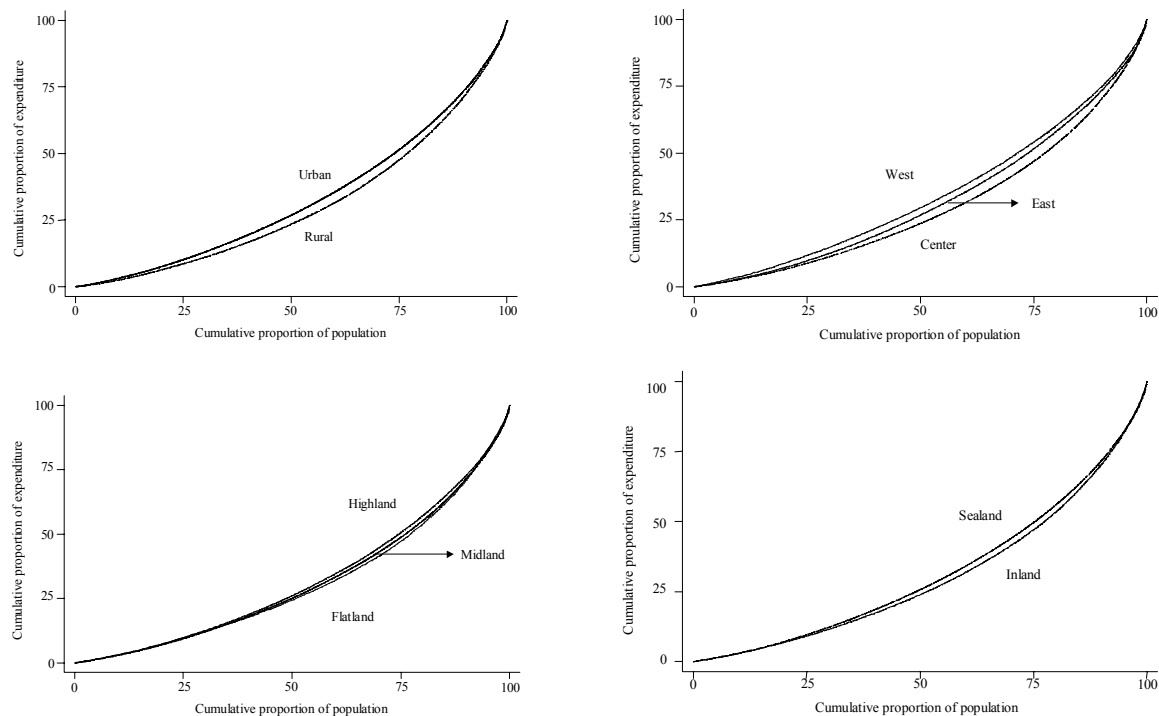 Cumulative proportion of expenditure
100
75
50
25
0
Urban
Rural
0 25 50 75 100
Cumulative proportion of population
Cumulative proportion of expenditure
100
75
50
25
0
West
East
Center
0 25 50 75 100
Cumulative proportion of population
Cumulative proportion of expenditure
100
75
50
25
0
Highland
Midland
Flatland
0 25 50 75 100
Cumulative proportion of population
Cumulative proportion of expenditure
100
75
50
25
0
Sealand
Inland
0 25 50 75 100
Cumulative proportion of population